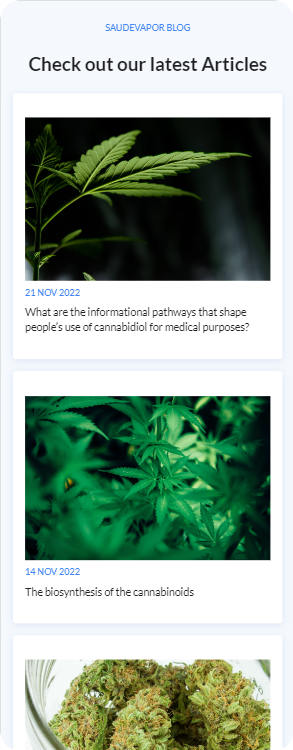 SAUDEVAPOR BLOG
Check out our latest Articles
21 NOV 2022
What are the informational pathways that shape
people's use of cannabidiol for medical purposes?
14 NOV 2022
The biosynthesis of the cannabinoids